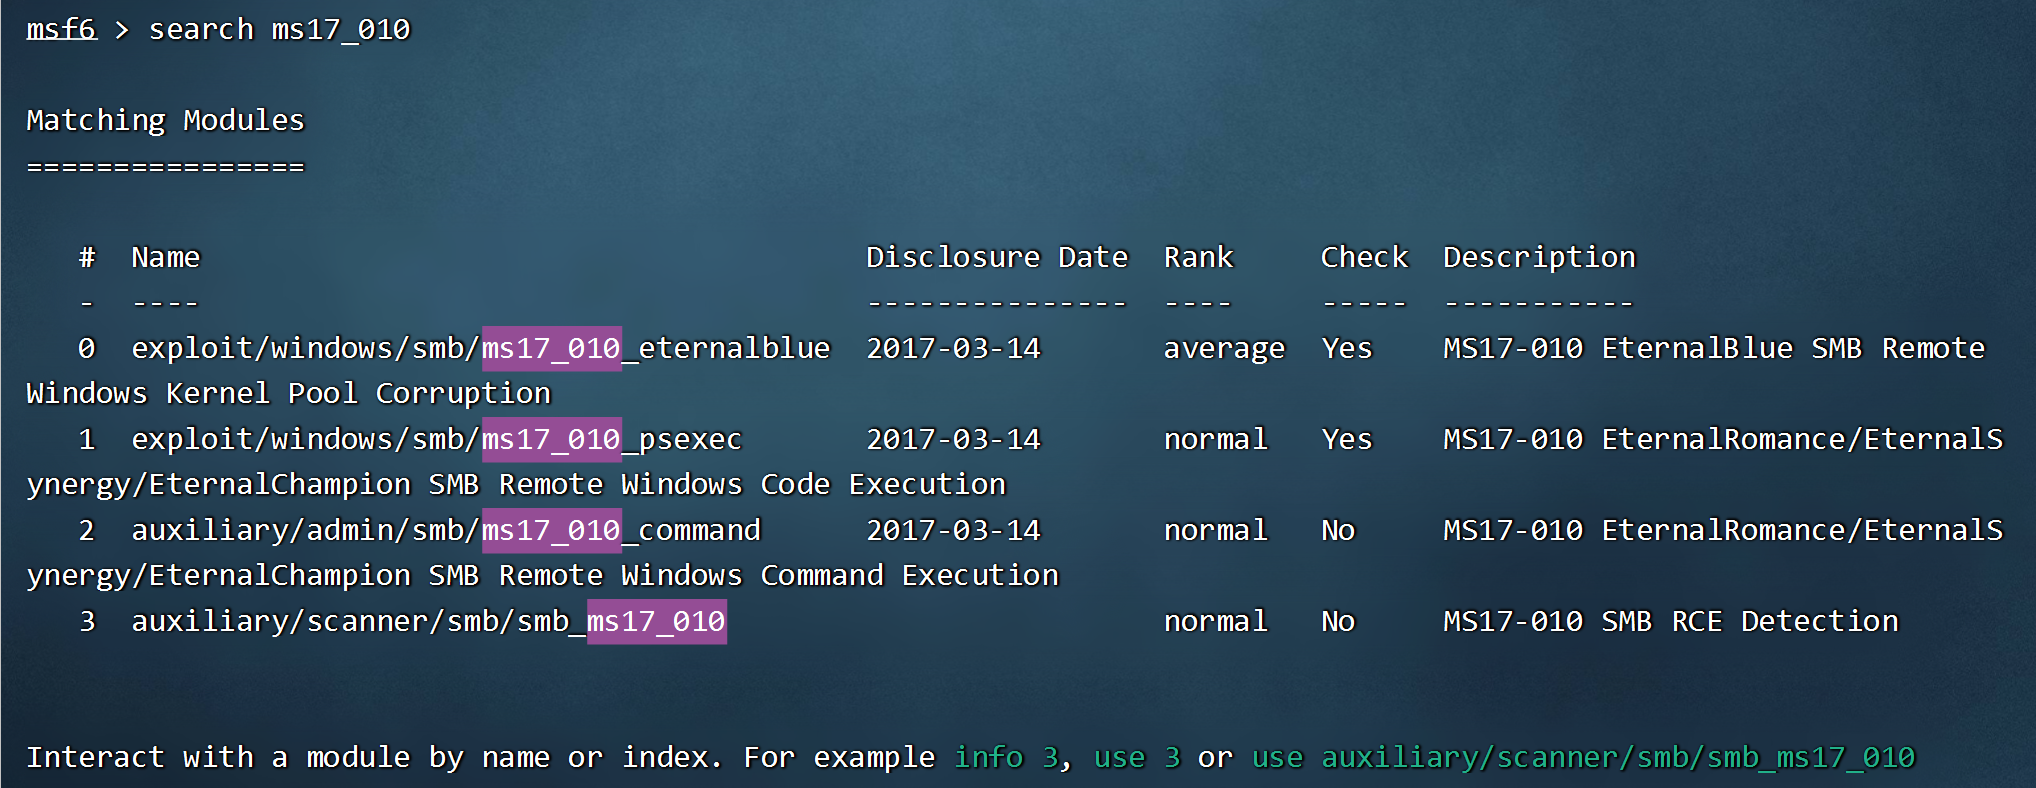 msf6 > search ms17_010
Matching Modules
================
#  Name                                      Disclosure Date  Rank     Check  Description
-  ----                                      ---------------  ----     -----  -----------
0  exploit/windows/smb/ms17_010_eternalblue  2017-03-14       average  Yes    MS17-010 EternalBlue SMB Remote
Windows Kernel Pool Corruption
1  exploit/windows/smb/ms17_010_psexec       2017-03-14       normal   Yes    MS17-010 EternalRomance/EternalS
ynergy/EternalChampion SMB Remote Windows Code Execution
2  auxiliary/admin/smb/ms17_010_command      2017-03-14       normal   No     MS17-010 EternalRomance/EternalS
ynergy/EternalChampion SMB Remote Windows Command Execution
3  auxiliary/scanner/smb/smb_ms17_010                         normal   No     MS17-010 SMB RCE Detection
Interact with a module by name or index. For example info 3, use 3 or use auxiliary/scanner/smb/smb_ms17_010